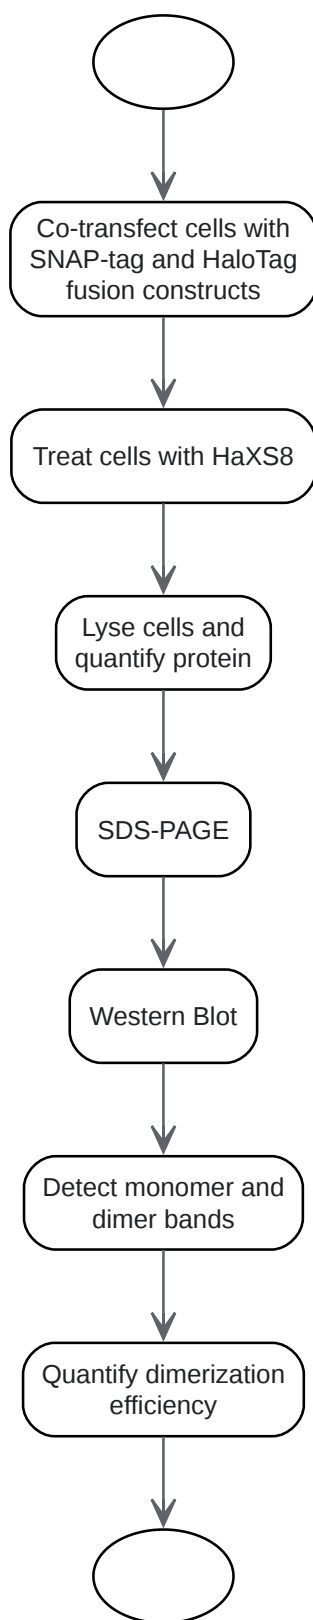 Co-transfect cells with
SNAP-tag and HaloTag
fusion constructs
Treat cells with HaXS8
Lyse cells and
quantify protein
SDS-PAGE
Western Blot
Detect monomer and
dimer bands
Quantify dimerization
efficiency